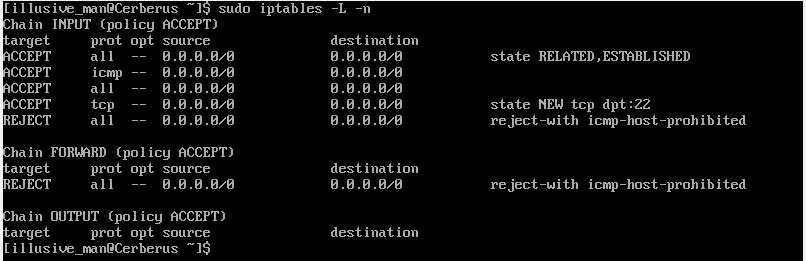 [illusive_man@Cerberus ~]$ sudo iptables -L -n
Chain INPUT (policy ACCEPT)
target     prot opt source               destination
ACCEPT     all  --  0.0.0.0/0            0.0.0.0/0           state RELATED,ESTABLISHED
ACCEPT     icmp --  0.0.0.0/0            0.0.0.0/0
ACCEPT     all  --  0.0.0.0/0            0.0.0.0/0
ACCEPT     tcp  --  0.0.0.0/0            0.0.0.0/0           state NEW tcp dpt:22
REJECT     all  --  0.0.0.0/0            0.0.0.0/0           reject-with icmp-host-prohibited

Chain FORWARD (policy ACCEPT)
target     prot opt source               destination
REJECT     all  --  0.0.0.0/0            0.0.0.0/0           reject-with icmp-host-prohibited

Chain OUTPUT (policy ACCEPT)
target     prot opt source               destination
[illusive_man@Cerberus ~]$